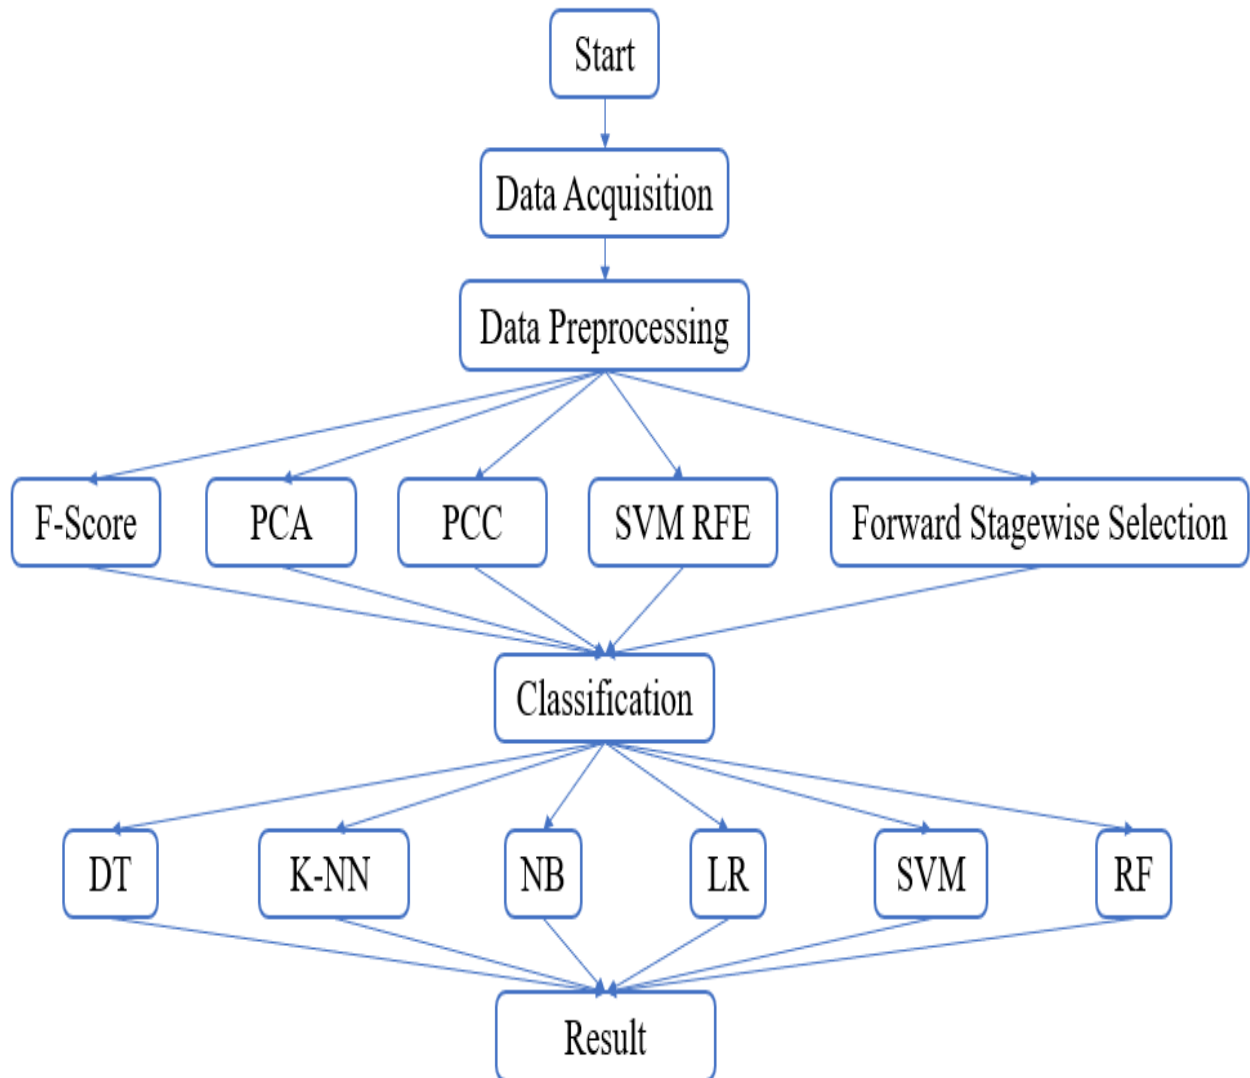 Start
Data Acquisition
Data Preprocessing
F-Score
PCA
PCC
SVM RFE
Forward Stagewise Selection
Classification
DT
K-NN
NB
LR
SVM
RF
Result